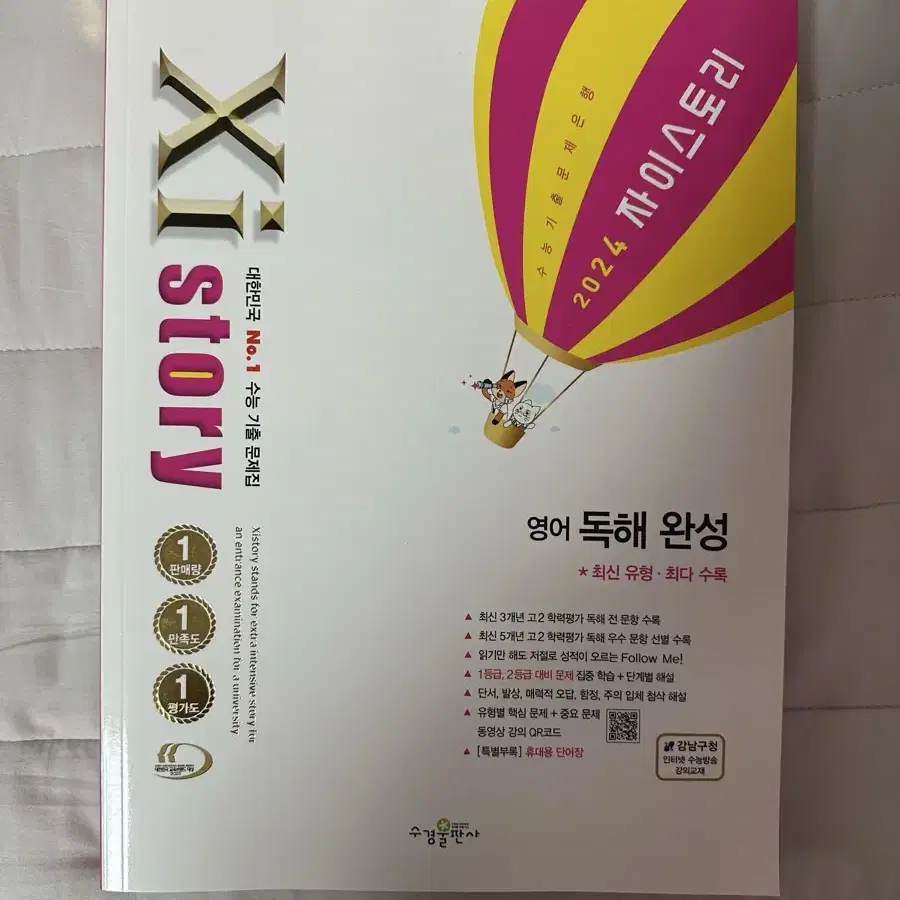 Xi story
대한민국 No.1 수능 기출 문제집
Xistory stands for extra intensive story for
an entrance examination for a university
수능기출문제은행
2024 자이스토리
1
판매량
1
만족도
1
평가도
영어 독해 완성
* 최신 유형 · 최다 수록
▲ 최신 3개년 고2 학력평가 독해 전 문항 수록
▲ 최신 5개년 고2 학력평가 독해 우수 문항 선별 수록
▲ 읽기만 해도 저절로 성적이 오르는 Follow Me!
▲ 1등급, 2등급 대비 문제 집중 학습 + 단계별 해설
▲ 단서, 발상, 매력적 오답, 함정, 주의 입체 첨삭 해설
▲ 유형별 핵심 문제 + 중요 문제
동영상 강의 QR코드
▲ [특별부록] 휴대용 단어장
강남구청
인터넷 수능방송
강의교재
수경출판사